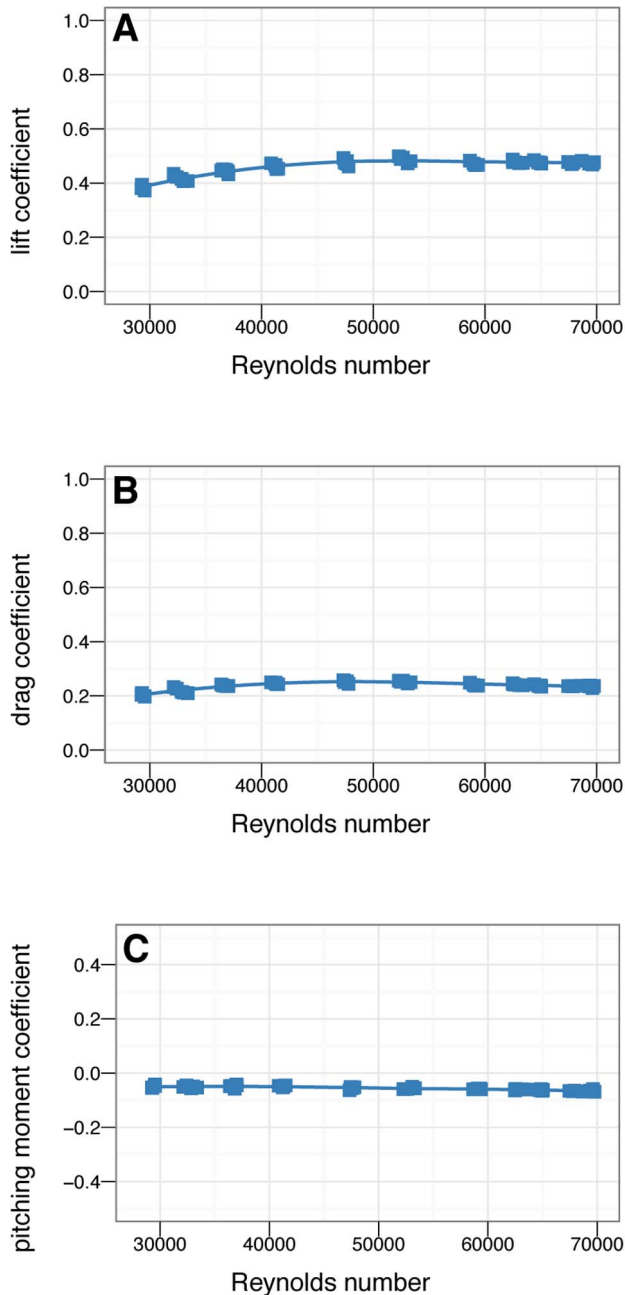 A
lift coefficient
1.0
0.8
0.6
0.4
0.2
0.0
30000 40000 50000 60000 70000
Reynolds number
B
drag coefficient
1.0
0.8
0.6
0.4
0.2
0.0
30000 40000 50000 60000 70000
Reynolds number
C
pitching moment coefficient
0.4
0.2
0.0
−0.2
−0.4
30000 40000 50000 60000 70000
Reynolds number